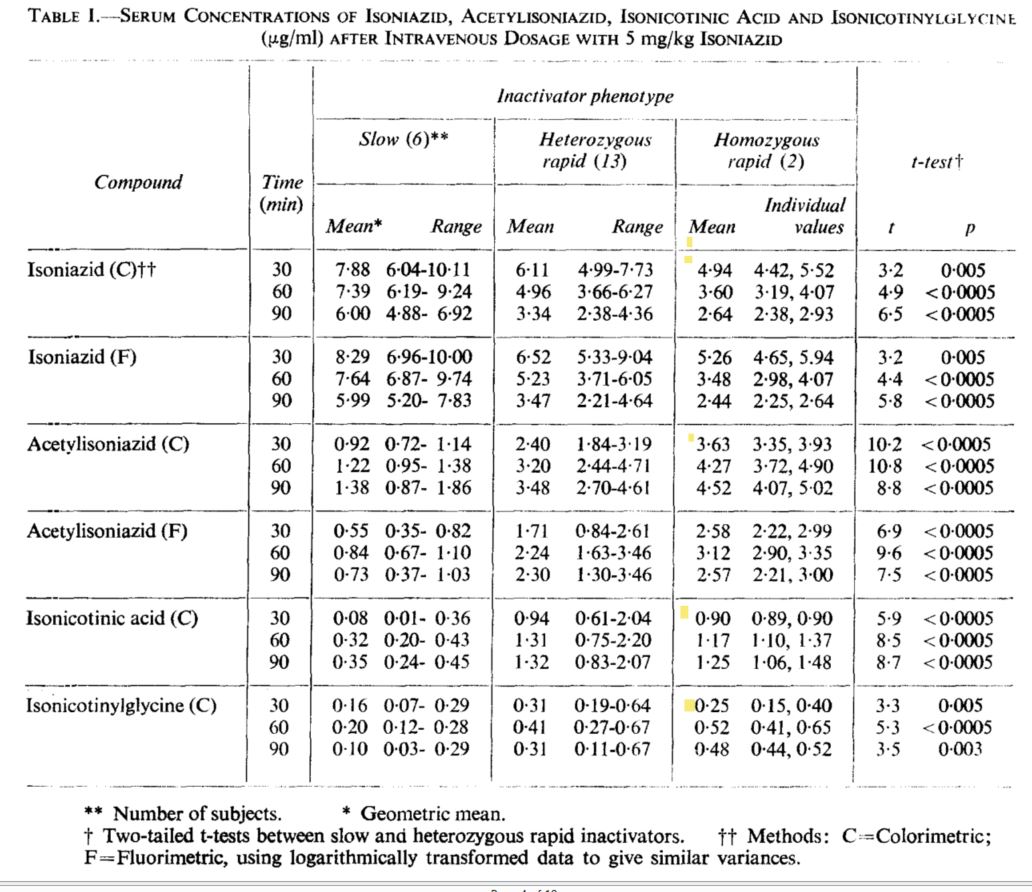 TABLE I.—SERUM CONCENTRATIONS OF ISONIAZID, ACETYLISONIAZID, ISONICOTINIC ACID AND ISONICOTINYLGLYCINE
(μg/ml) AFTER INTRAVENOUS DOSAGE WITH 5 mg/kg ISONIAZID
Inactivator phenotype
Slow (6)** Heterozygous rapid (13) Homozygous rapid (2) t-test†
Compound Time (min)
Mean* Range Mean Range Mean Individual values t p
Isoniazid (C)†† 30 7·88 6·04-10·11 6·11 4·99-7·73 4·94 4·42, 5·52 3·2 0·005
60 7·39 6·19- 9·24 4·96 3·66-6·27 3·60 3·19, 4·07 4·9 <0·0005
90 6·00 4·88- 6·92 3·34 2·38-4·36 2·64 2·38, 2·93 6·5 <0·0005
Isoniazid (F) 30 8·29 6·96-10·00 6·52 5·33-9·04 5·26 4·65, 5.94 3·2 0·005
60 7·64 6·87- 9·74 5·23 3·71-6·05 3·48 2·98, 4·07 4·4 <0·0005
90 5·99 5·20- 7·83 3·47 2·21-4·64 2·44 2·25, 2·64 5·8 <0·0005
Acetylisoniazid (C) 30 0·92 0·72- 1·14 2·40 1·84-3·19 3·63 3·35, 3·93 10·2 <0·0005
60 1·22 0·95- 1·38 3·20 2·44-4·71 4·27 3·72, 4·90 10·8 <0·0005
90 1·38 0·87- 1·86 3·48 2·70-4·61 4·52 4·07, 5·02 8·8 <0·0005
Acetylisoniazid (F) 30 0·55 0·35- 0·82 1·71 0·84-2·61 2·58 2·22, 2·99 6·9 <0·0005
60 0·84 0·67- 1·10 2·24 1·63-3·46 3·12 2·90, 3·35 9·6 <0·0005
90 0·73 0·37- 1·03 2·30 1·30-3·46 2·57 2·21, 3·00 7·5 <0·0005
Isonicotinic acid (C) 30 0·08 0·01- 0·36 0·94 0·61-2·04 0·90 0·89, 0·90 5·9 <0·0005
60 0·32 0·20- 0·43 1·31 0·75-2·20 1·17 1·10, 1·37 8·5 <0·0005
90 0·35 0·24- 0·45 1·32 0·83-2·07 1·25 1·06, 1·48 8·7 <0·0005
Isonicotinylglycine (C) 30 0·16 0·07- 0·29 0·31 0·19-0·64 0·25 0·15, 0·40 3·3 0·005
60 0·20 0·12- 0·28 0·41 0·27-0·67 0·52 0·41, 0·65 5·3 <0·0005
90 0·10 0·03- 0·29 0·31 0·11-0·67 0·48 0·44, 0·52 3·5 0·003
** Number of subjects. * Geometric mean.
† Two-tailed t-tests between slow and heterozygous rapid inactivators. †† Methods: C=Colorimetric;
F=Fluorimetric, using logarithmically transformed data to give similar variances.